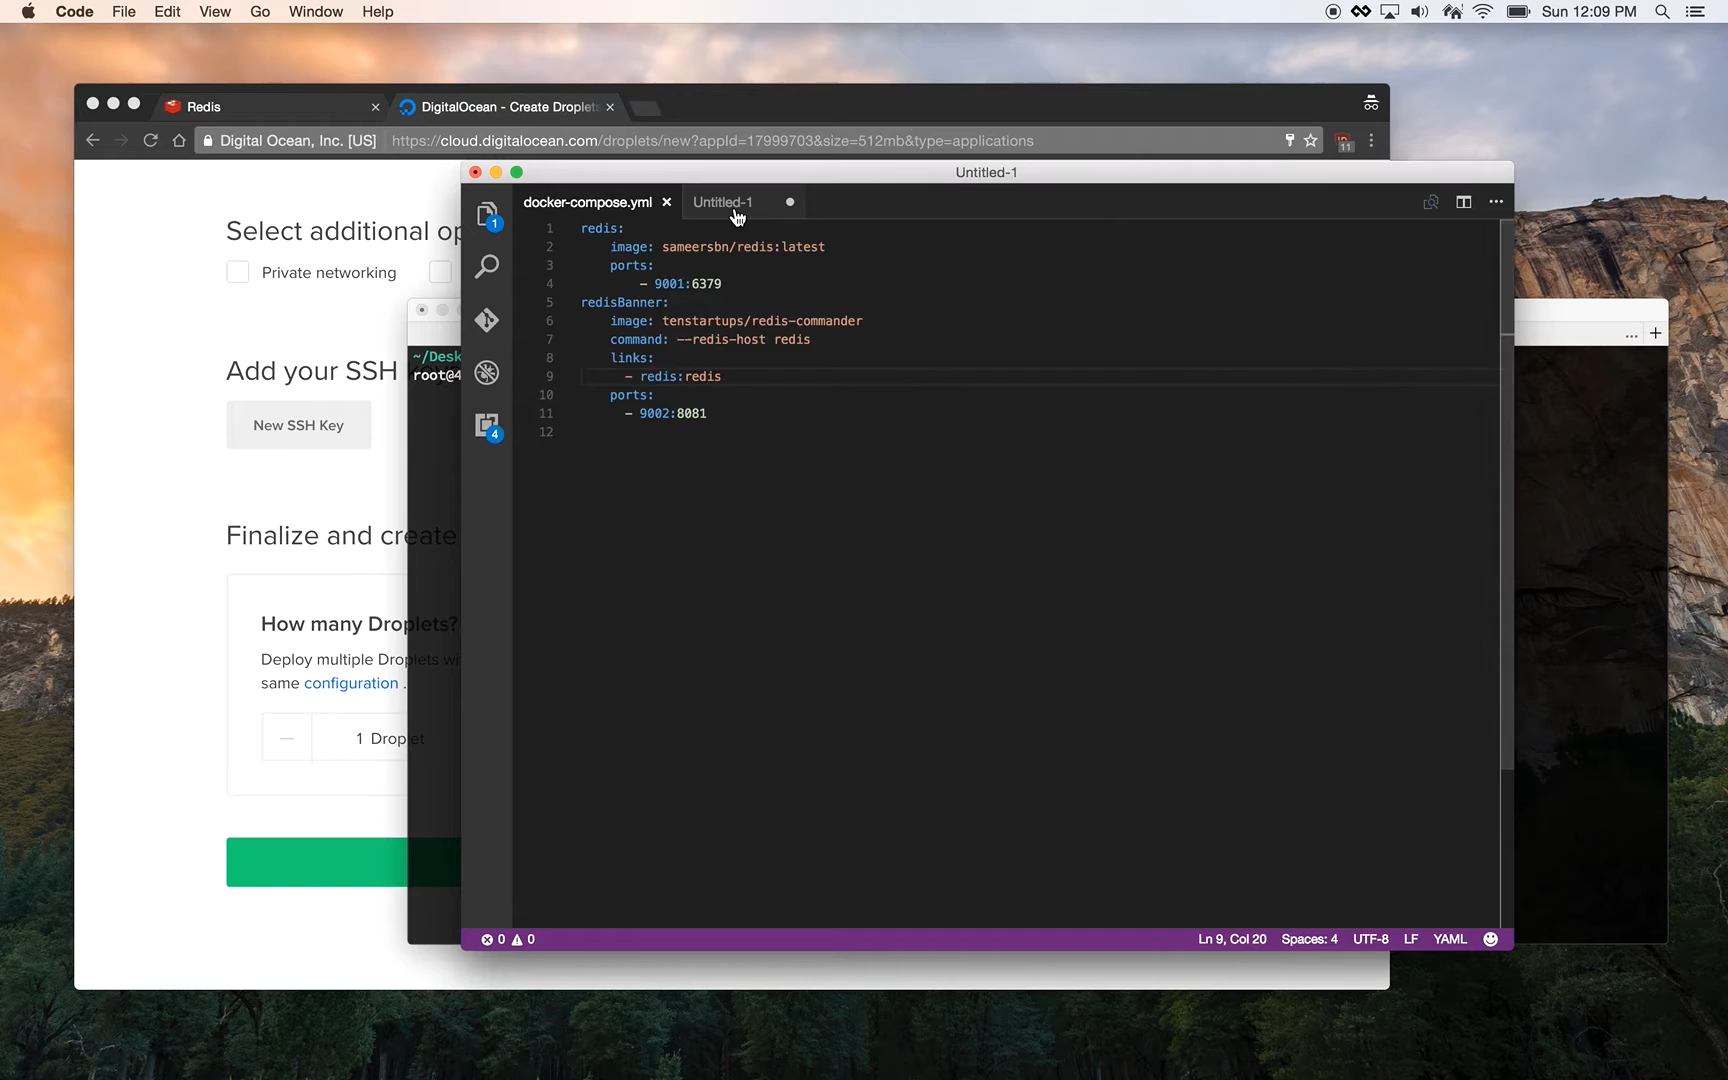 Code File Edit View Go Window Help
Sun 12:09 PM
Redis
DigitalOcean - Create Droplets
Digital Ocean, Inc. [US] https://cloud.digitalocean.com/droplets/new?appId=17999703&size=512mb&type=applications
11
Untitled-1
docker-compose.yml
Untitled-1
1
4
1 redis:
2 image: sameersbn/redis:latest
3 ports:
4 - 9001:6379
5 redisBanner:
6 image: tenstartups/redis-commander
7 command: --redis-host redis
8 links:
9 - redis:redis
10 ports:
11 - 9002:8081
12
0 0
Ln 9, Col 20 Spaces: 4 UTF-8 LF YAML
~/Desk
root@4
Select additional op
Private networking
Add your SSH
New SSH Key
Finalize and create
How many Droplets?
Deploy multiple Droplets wi
same configuration .
1 Droplet